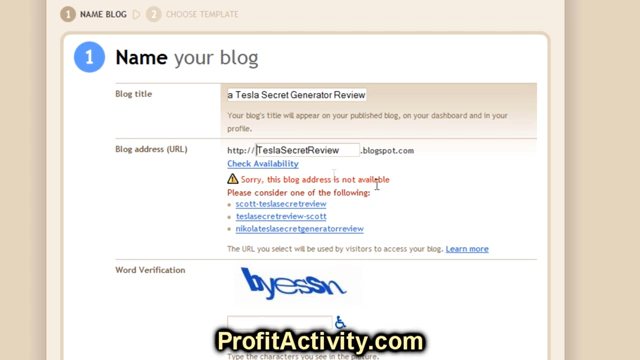 1 NAME BLOG 2 CHOOSE TEMPLATE
1 Name your blog
Blog title a Tesla Secret Generator Review
Your blog's title will appear on your published blog, on your dashboard and in your
profile.
Blog address (URL) http:// TeslaSecretReview .blogspot.com
Check Availability
Sorry, this blog address is not available
Please consider one of the following:
scott-teslasecretreview
teslasecretreview-scott
nikolateslasecretgeneratorreview
The URL you select will be used by visitors to access your blog. Learn more
Word Verification
byessn
ProfitActivity.com
Type the characters you see in the picture.